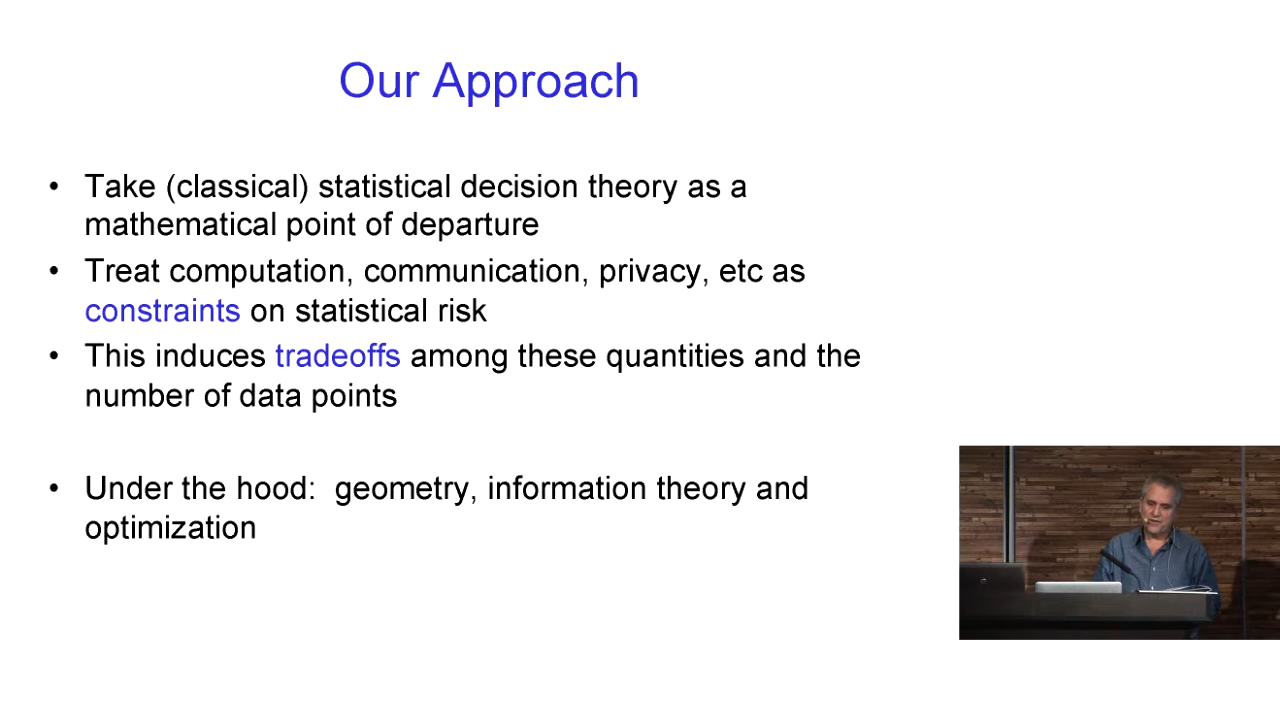 Our Approach
• Take (classical) statistical decision theory as a
mathematical point of departure
• Treat computation, communication, privacy, etc as
constraints on statistical risk
• This induces tradeoffs among these quantities and the
number of data points
• Under the hood:  geometry, information theory and
optimization